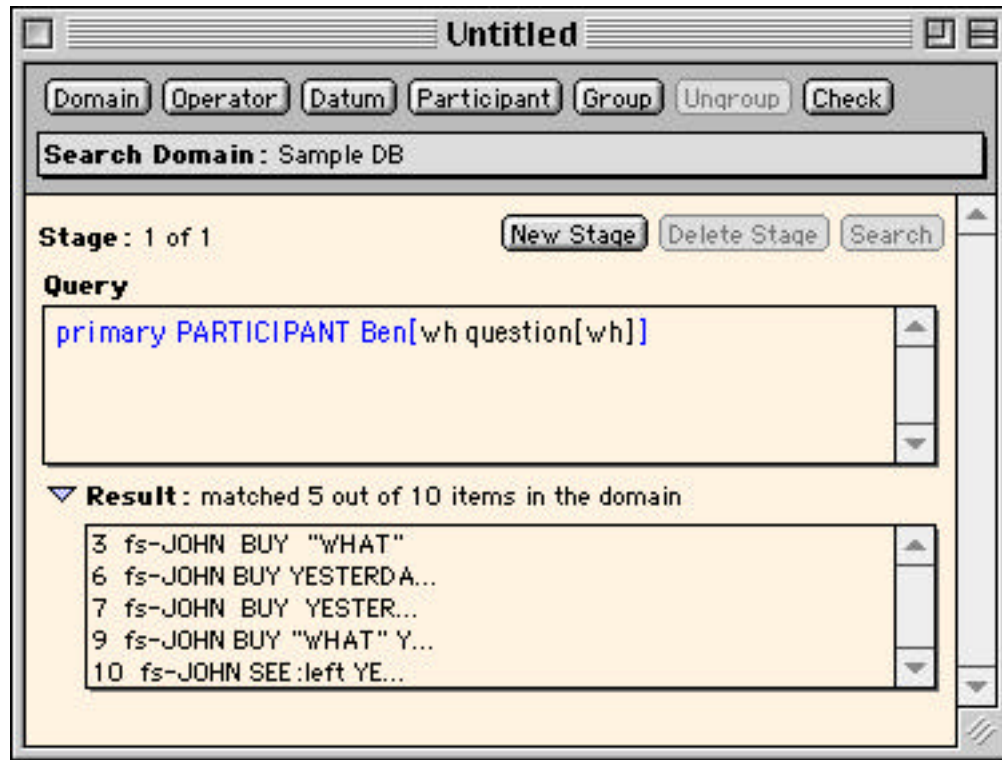 Untitled
Domain Operator Datum Participant Group Ungroup Check
Search Domain: Sample DB
Stage: 1 of 1 New Stage Delete Stage Search
Query
primary PARTICIPANT Ben[wh question[wh]]
Result: matched 5 out of 10 items in the domain
3 fs-JOHN BUY "WHAT"
6 fs-JOHN BUY YESTERDA...
7 fs-JOHN BUY YESTER...
9 fs-JOHN BUY "WHAT" Y...
10 fs-JOHN SEE:left YE...